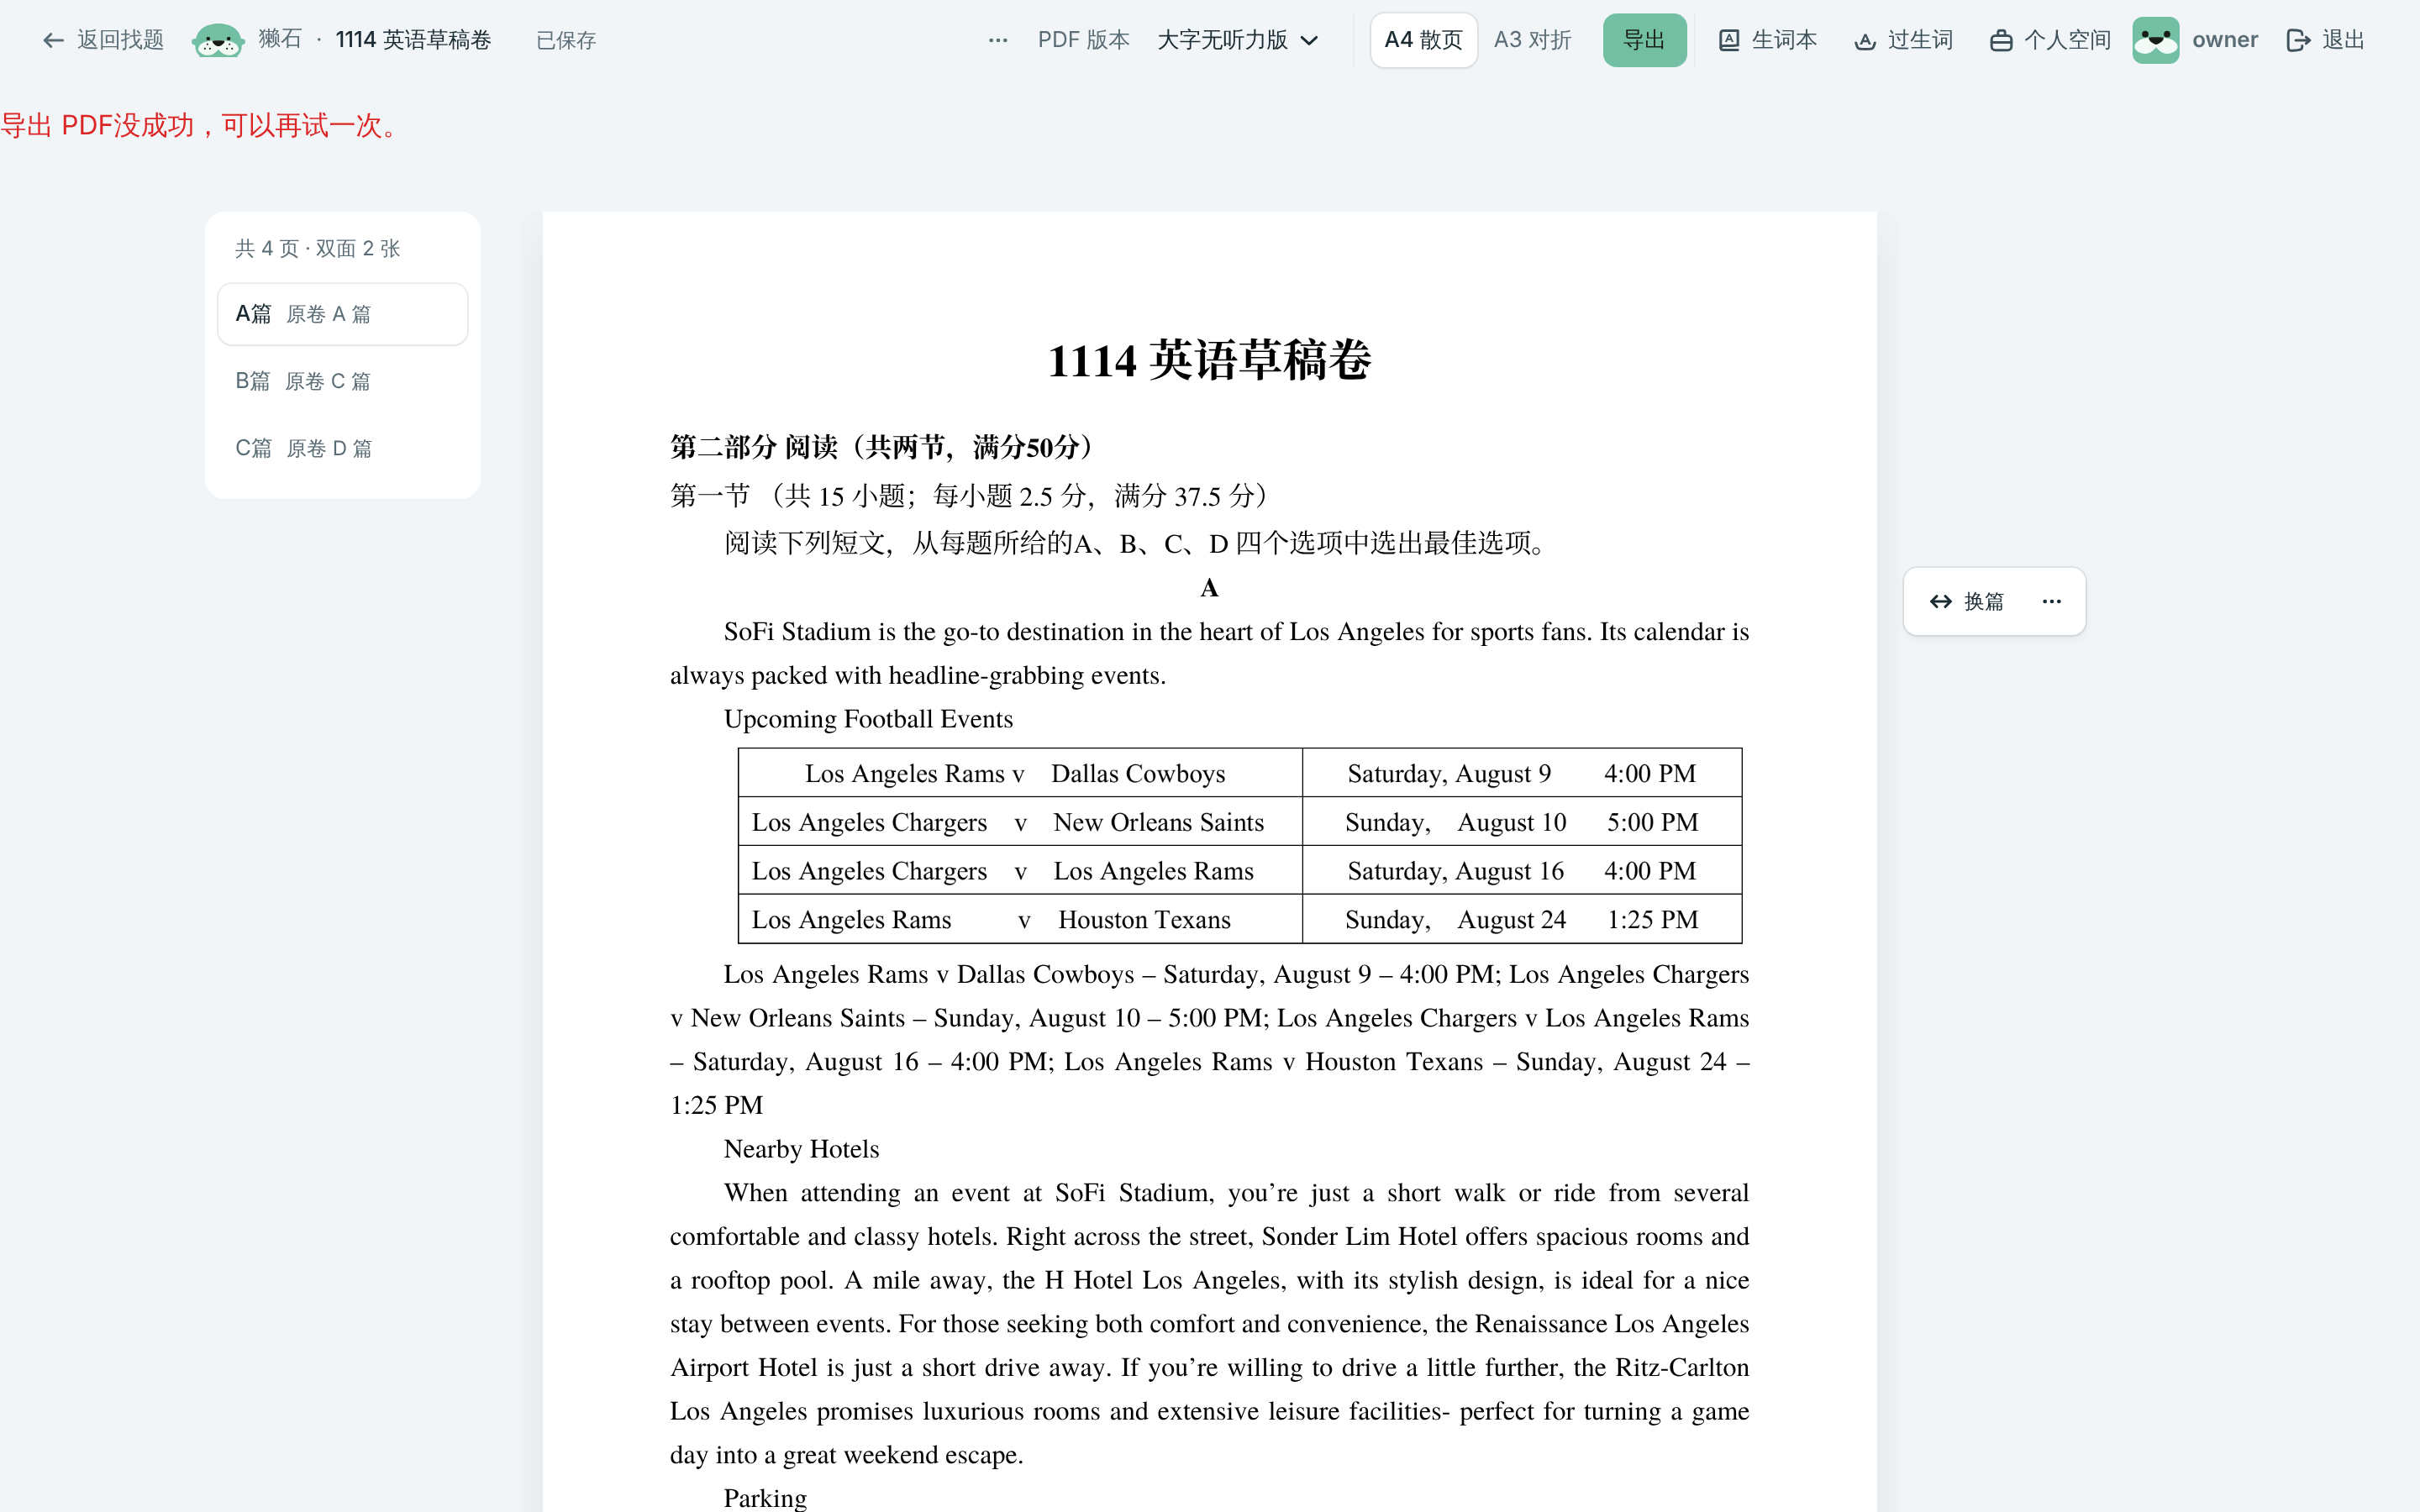 返回找题 獭石 · 1114 英语草稿卷 已保存 ··· PDF 版本 大字无听力版 A4 散页 A3 对折 导出 生词本 过生词 个人空间 owner 退出
导出 PDF没成功，可以再试一次。
共 4 页 · 双面 2 张
A篇 原卷 A 篇
B篇 原卷 C 篇
C篇 原卷 D 篇
1114 英语草稿卷
第二部分 阅读（共两节，满分50分）
第一节 （共 15 小题；每小题 2.5 分，满分 37.5 分）
阅读下列短文，从每题所给的A、B、C、D 四个选项中选出最佳选项。
A
换篇 ···
SoFi Stadium is the go-to destination in the heart of Los Angeles for sports fans. Its calendar is
always packed with headline-grabbing events.
Upcoming Football Events
Los Angeles Rams v Dallas Cowboys Saturday, August 9 4:00 PM
Los Angeles Chargers v New Orleans Saints Sunday, August 10 5:00 PM
Los Angeles Chargers v Los Angeles Rams Saturday, August 16 4:00 PM
Los Angeles Rams v Houston Texans Sunday, August 24 1:25 PM
Los Angeles Rams v Dallas Cowboys – Saturday, August 9 – 4:00 PM; Los Angeles Chargers
v New Orleans Saints – Sunday, August 10 – 5:00 PM; Los Angeles Chargers v Los Angeles Rams
– Saturday, August 16 – 4:00 PM; Los Angeles Rams v Houston Texans – Sunday, August 24 –
1:25 PM
Nearby Hotels
When attending an event at SoFi Stadium, you’re just a short walk or ride from several
comfortable and classy hotels. Right across the street, Sonder Lim Hotel offers spacious rooms and
a rooftop pool. A mile away, the H Hotel Los Angeles, with its stylish design, is ideal for a nice
stay between events. For those seeking both comfort and convenience, the Renaissance Los Angeles
Airport Hotel is just a short drive away. If you’re willing to drive a little further, the Ritz-Carlton
Los Angeles promises luxurious rooms and extensive leisure facilities- perfect for turning a game
day into a great weekend escape.
Parking